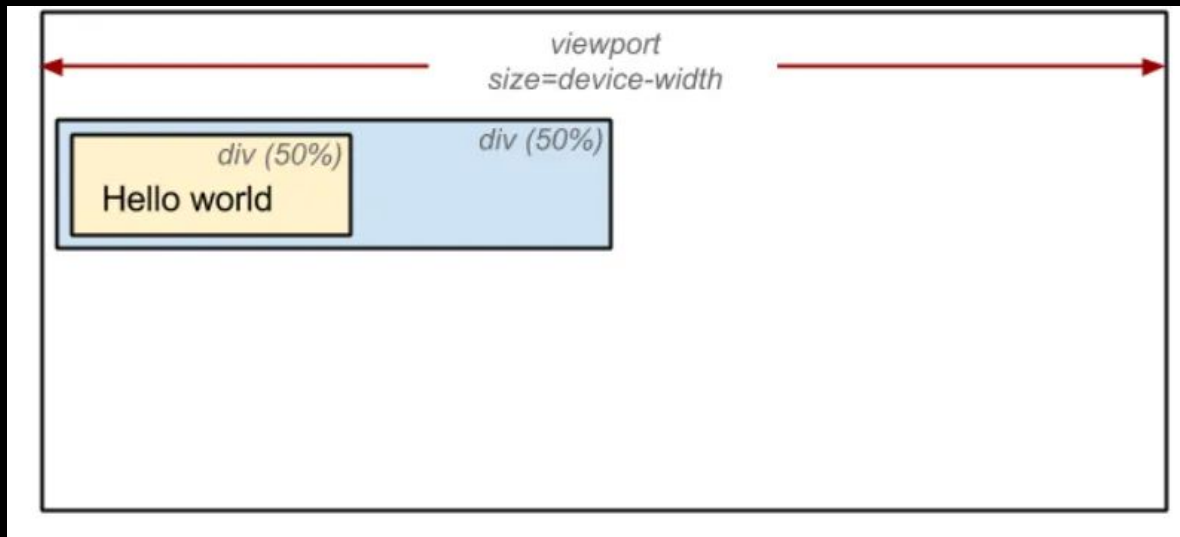 viewport
size=device-width
div (50%)
div (50%)
Hello world